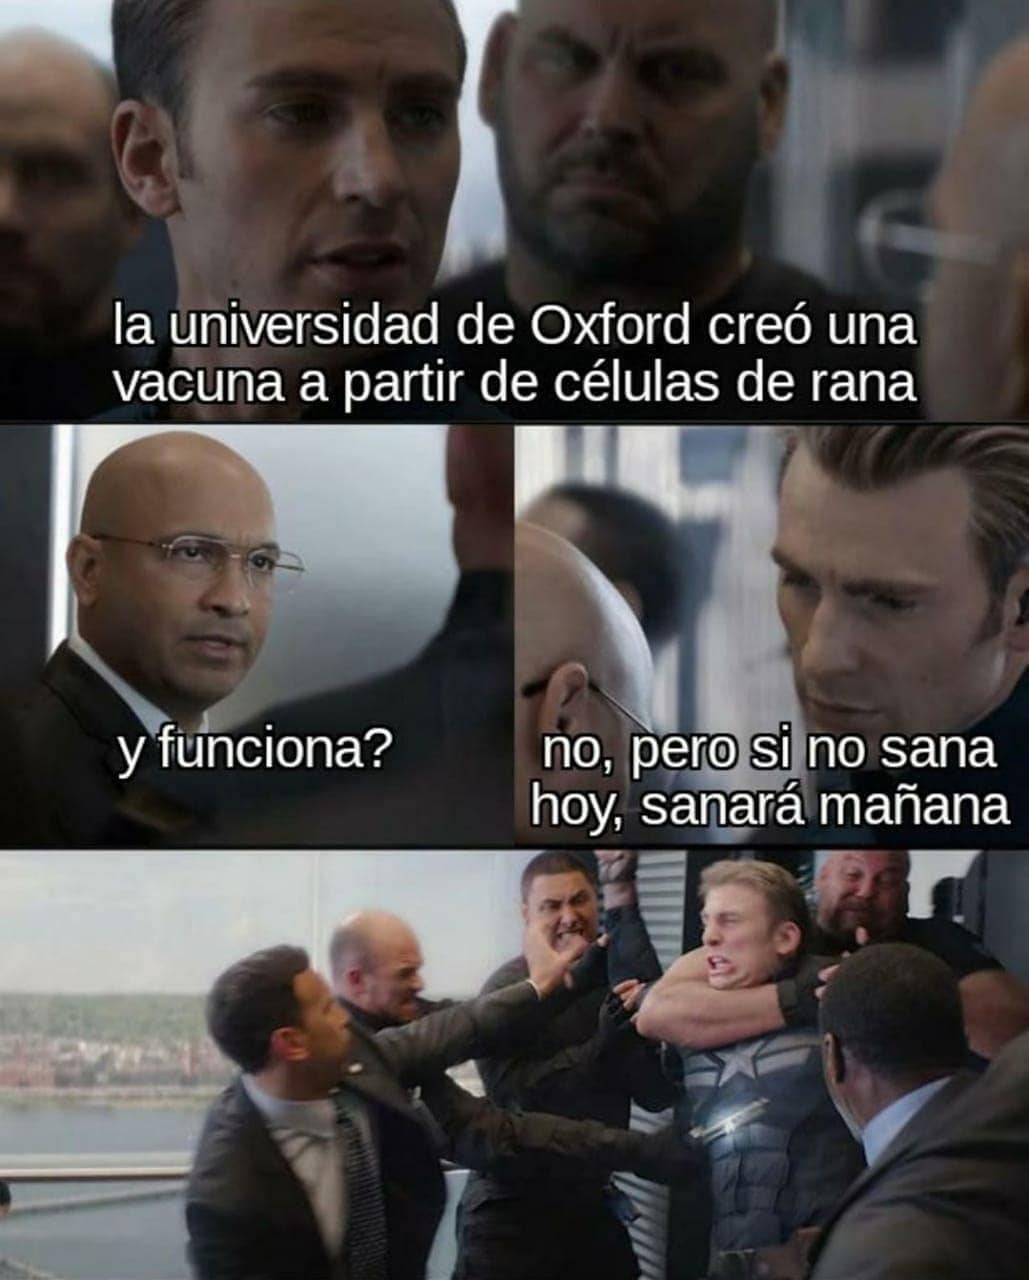 la universidad de Oxford creó una
vacuna a partir de células de rana
y funciona?
no, pero si no sana
hoy, sanará mañana